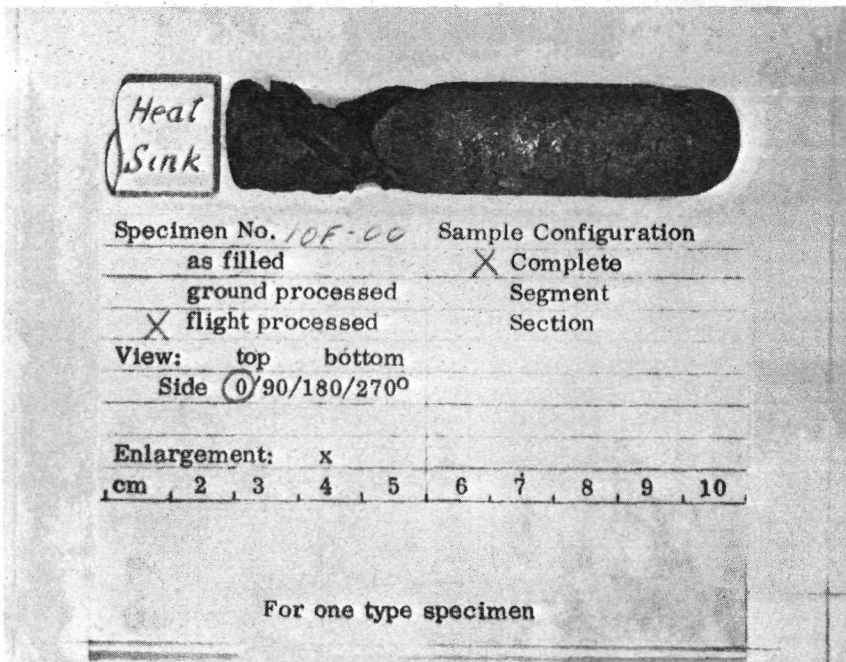 Heat
Sink
Specimen No. 10F-00 Sample Configuration
as filled X Complete
ground processed Segment
X flight processed Section
View: top bottom
Side 0/90/180/270º
Enlargement: x
cm 2 3 4 5 6 7 8 9 10
For one type specimen